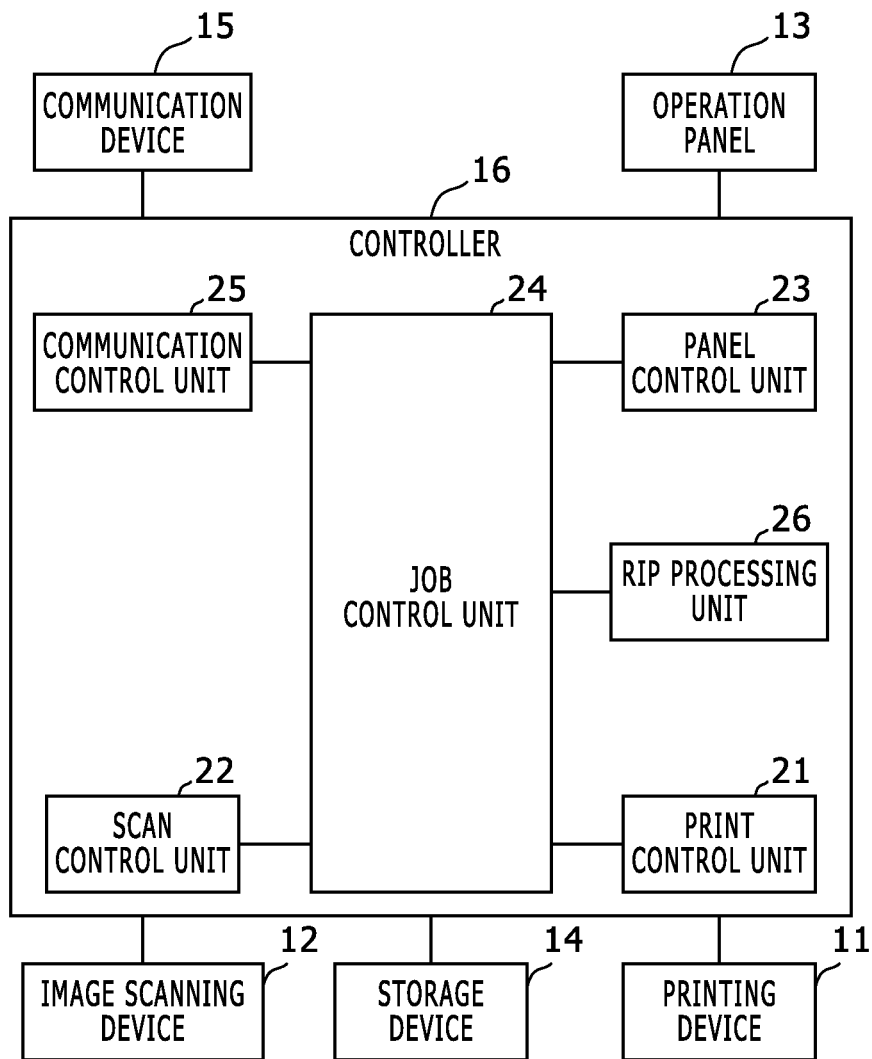 15
13
COMMUNICATION
DEVICE
OPERATION
PANEL
16
CONTROLLER
25
24
23
COMMUNICATION
CONTROL UNIT
PANEL
CONTROL UNIT
26
JOB
CONTROL UNIT
RIP PROCESSING
UNIT
22
21
SCAN
CONTROL UNIT
PRINT
CONTROL UNIT
12
14
11
IMAGE SCANNING
DEVICE
STORAGE
DEVICE
PRINTING
DEVICE